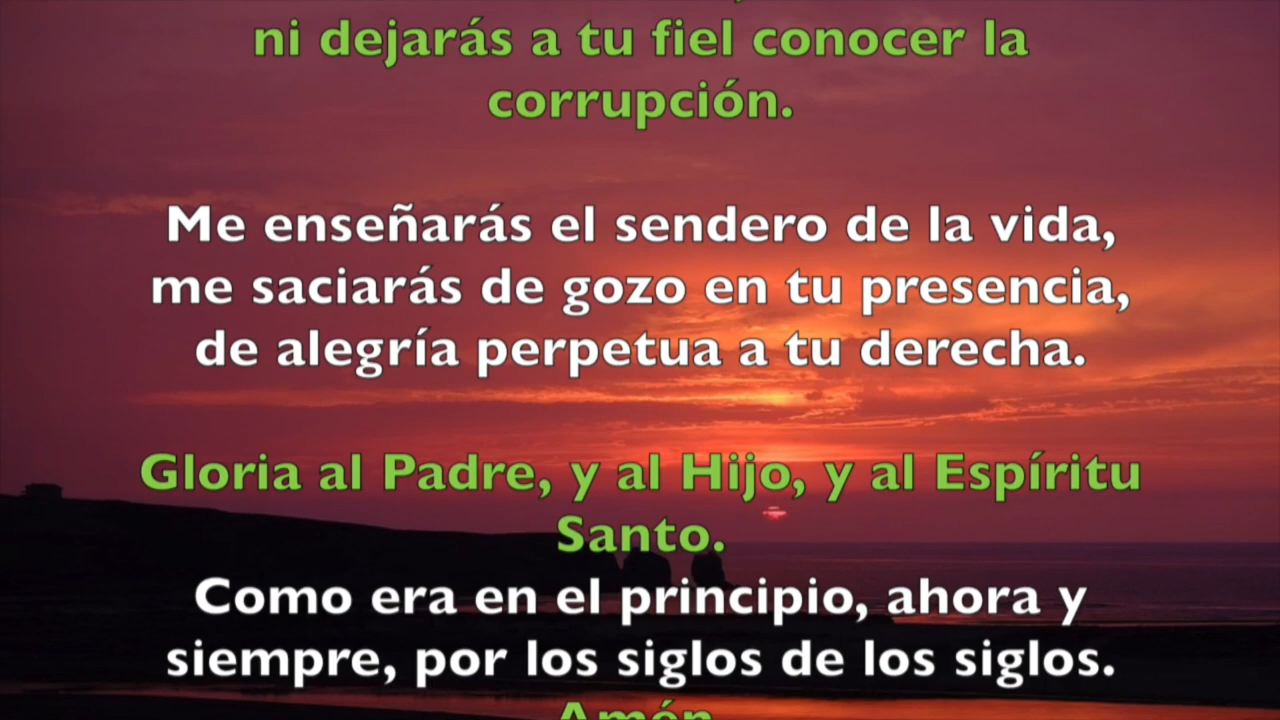 ni dejarás a tu fiel conocer la
corrupción.
Me enseñarás el sendero de la vida,
me saciarás de gozo en tu presencia,
de alegría perpetua a tu derecha.
Gloria al Padre, y al Hijo, y al Espíritu
Santo.
Como era en el principio, ahora y
siempre, por los siglos de los siglos.
Amén